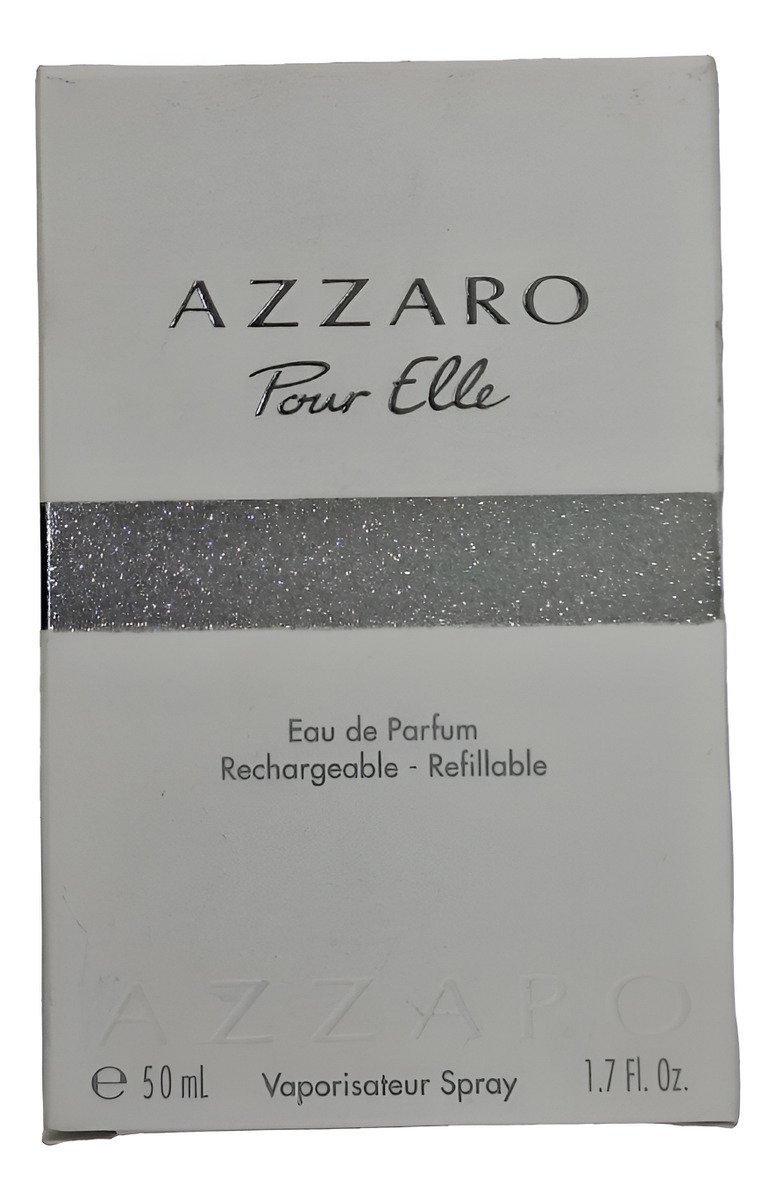 AZZARO
Pour Elle
Eau de Parfum
Rechargeable - Refillable
AZZARO
℮ 50 mL Vaporisateur Spray 1.7 Fl. Oz.